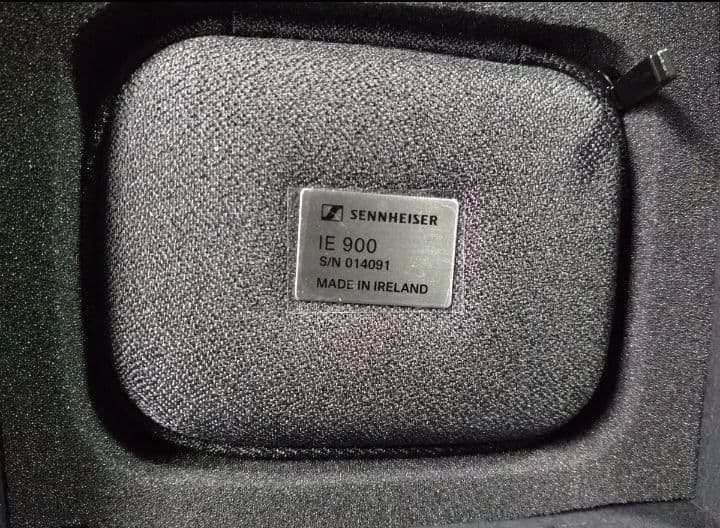 SENNHEISER
IE 900
S/N 014091
MADE IN IRELAND